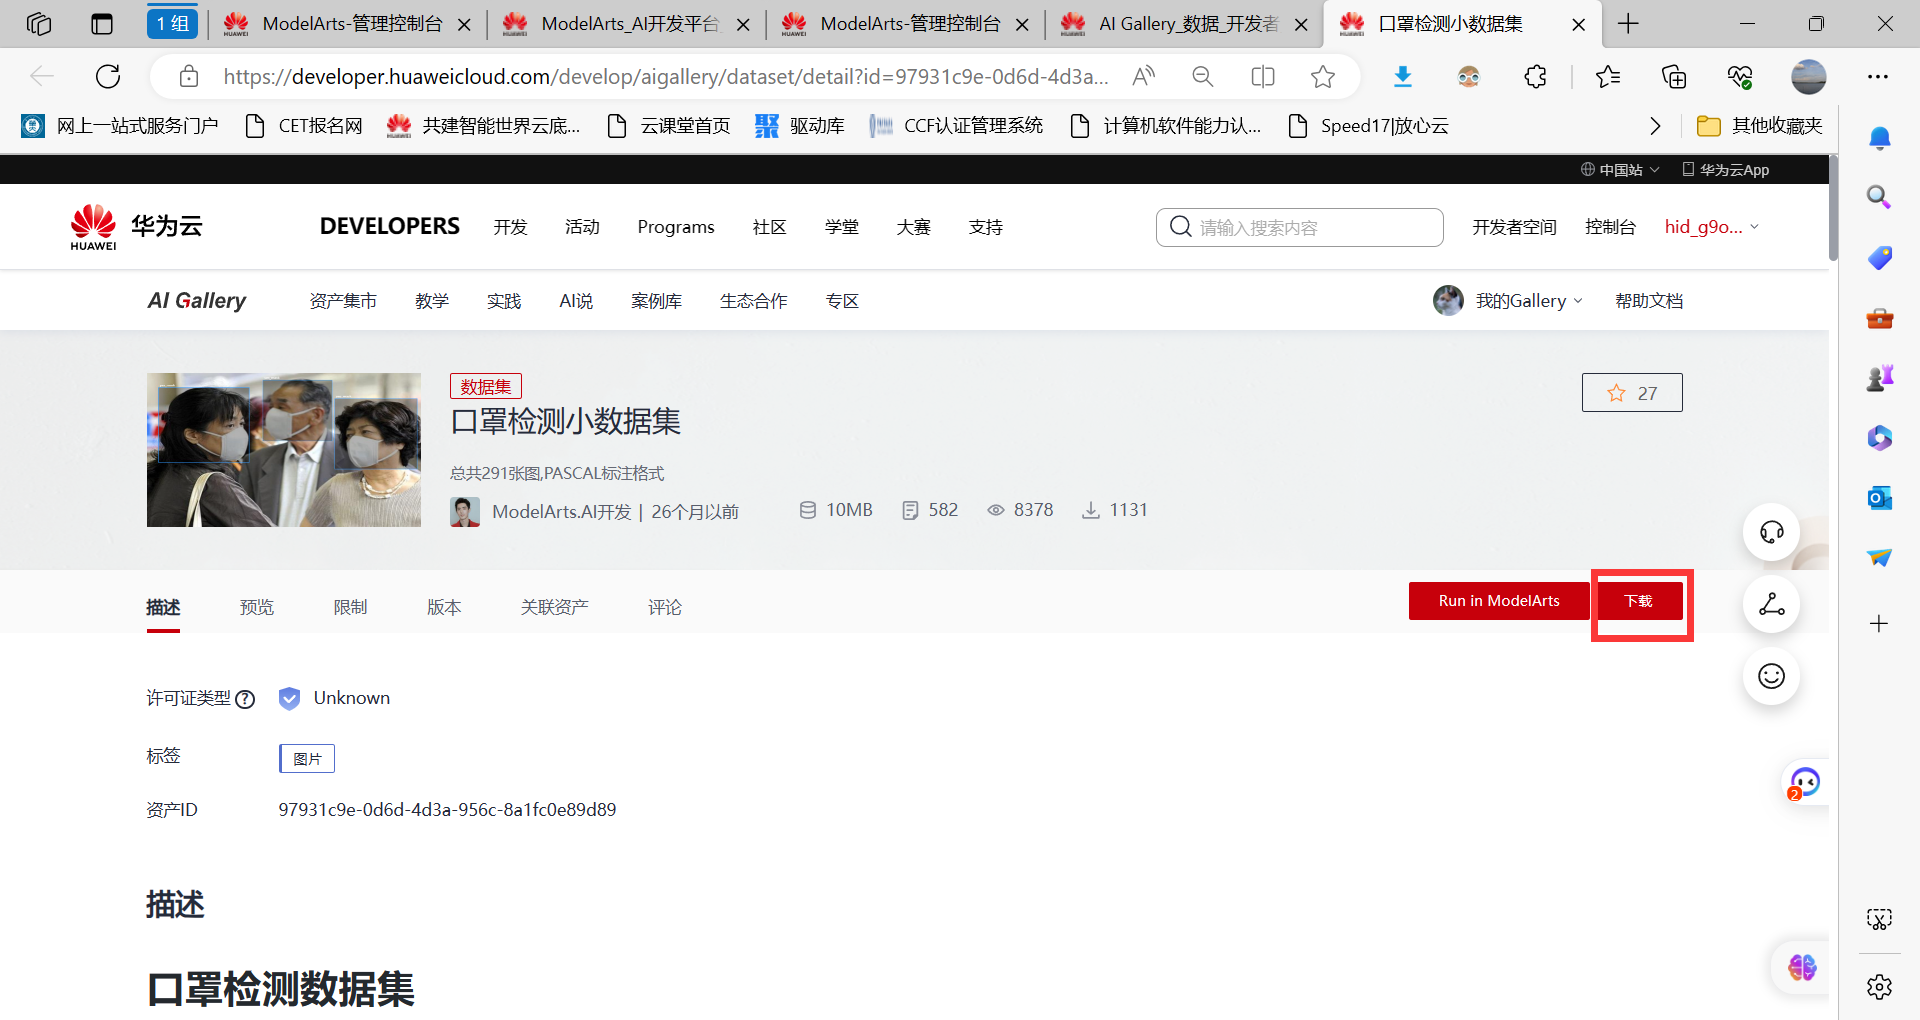 1 组
ModelArts-管理控制台
ModelArts_AI开发平台_
ModelArts-管理控制台
AI Gallery_数据_开发者
口罩检测小数据集
https://developer.huaweicloud.com/develop/aigallery/dataset/detail?id=97931c9e-0d6d-4d3a...
网上一站式服务门户
CET报名网
共建智能世界云底...
云课堂首页
聚
驱动库
CCF认证管理系统
计算机软件能力认...
Speed17|放心云
其他收藏夹
中国站
华为云App
HUAWEI
华为云
DEVELOPERS
开发
活动
Programs
社区
学堂
大赛
支持
请输入搜索内容
开发者空间
控制台
hid_g9o...
AI Gallery
资产集市
教学
实践
AI说
案例库
生态合作
专区
我的Gallery
帮助文档
数据集
口罩检测小数据集
27
总共291张图,PASCAL标注格式
ModelArts.AI开发 | 26个月以前
10MB
582
8378
1131
描述
预览
限制
版本
关联资产
评论
Run in ModelArts
下载
许可证类型
Unknown
标签
图片
资产ID
97931c9e-0d6d-4d3a-956c-8a1fc0e89d89
2
描述
口罩检测数据集